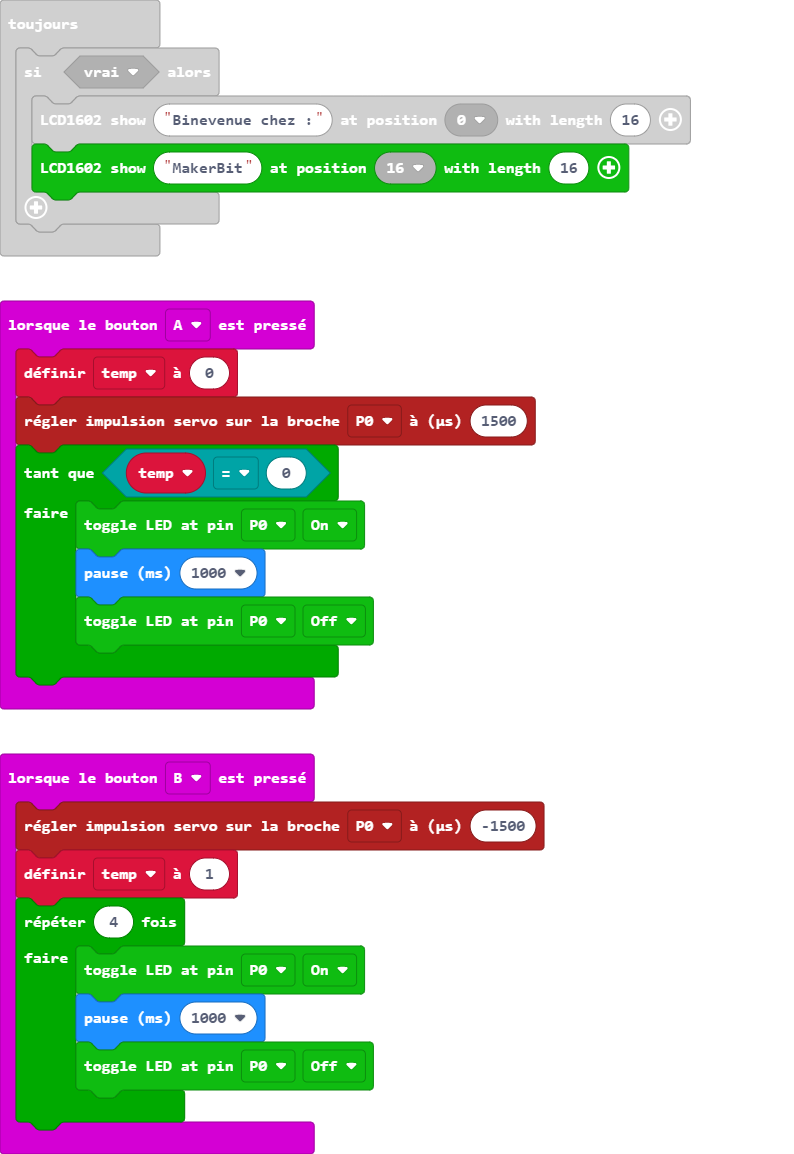 toujours
si vrai alors
LCD1602 show "Binevenue chez :" at position 0 with length 16
LCD1602 show "MakerBit" at position 16 with length 16
lorsque le bouton A est pressé
définir temp à 0
régler impulsion servo sur la broche P0 à (µs) 1500
tant que temp = 0
faire
toggle LED at pin P0 On
pause (ms) 1000
toggle LED at pin P0 Off
lorsque le bouton B est pressé
régler impulsion servo sur la broche P0 à (µs) -1500
définir temp à 1
répéter 4 fois
faire
toggle LED at pin P0 On
pause (ms) 1000
toggle LED at pin P0 Off